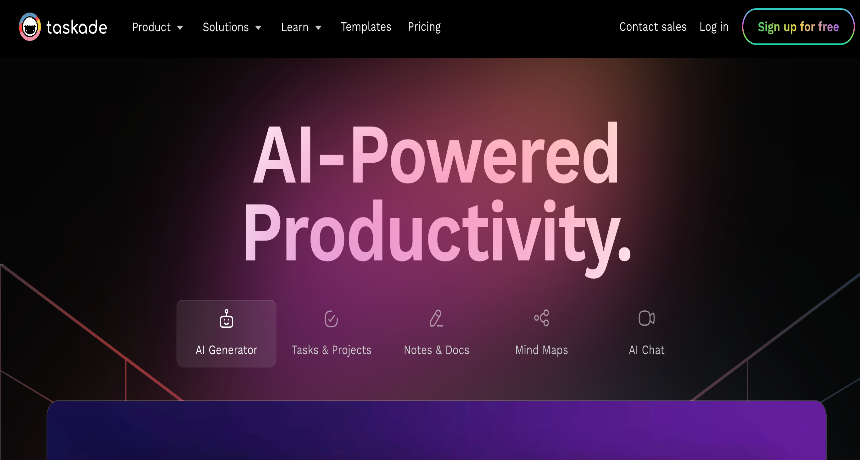 taskade
Product
Solutions
Learn
Templates
Pricing
Contact sales
Log in
Sign up for free
AI-Powered
Productivity.
AI Generator
Tasks & Projects
Notes & Docs
Mind Maps
AI Chat